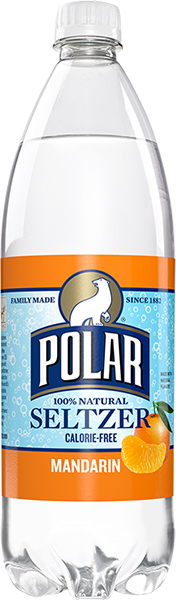 FAMILY MADE SINCE 1882
POLAR
100% NATURAL
SELTZER
CALORIE-FREE
MANDARIN